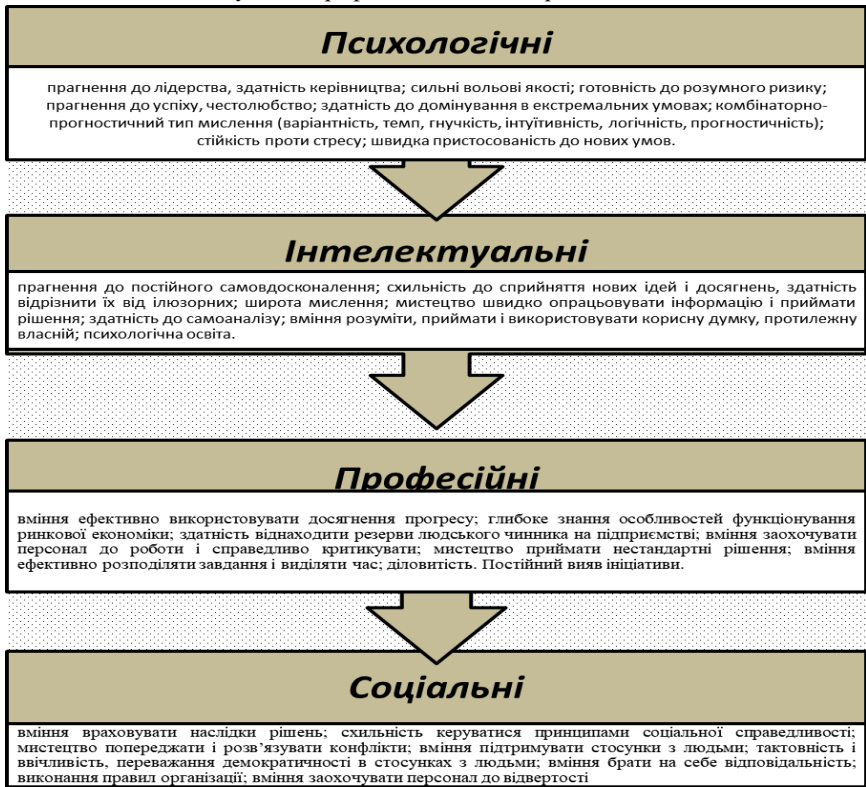 Психологічні
прагнення до лідерства, здатність керівництва; сильні вольові якості; готовність до розумного ризику;
прагнення до успіху, честолюбство; здатність до домінування в екстремальних умовах; комбінаторно-
прогностичний тип мислення (варіантність, темп, гнучкість, інтуїтивність, логічність, прогностичність);
стійкість проти стресу; швидка пристосованість до нових умов.
Інтелектуальні
прагнення до постійного самовдосконалення; схильність до сприйняття нових ідей і досягнень, здатність
відрізнити їх від ілюзорних; широта мислення; мистецтво швидко опрацьовувати інформацію і приймати
рішення; здатність до самоаналізу; вміння розуміти, приймати і використовувати корисну думку, протилежну
власній; психологічна освіта.
Професійні
вміння ефективно використовувати досягнення прогресу; глибоке знання особливостей функціонування
ринкової економіки; здатність віднаходити резерви людського чинника на підприємстві; вміння заохочувати
персонал до роботи і справедливо критикувати; мистецтво приймати нестандартні рішення; вміння
ефективно розподіляти завдання і виділяти час; діловитість. Постійний вияв ініціативи.
Соціальні
вміння враховувати наслідки рішень; схильність керуватися принципами соціальної справедливості;
мистецтво попереджати і розв’язувати конфлікти; вміння підтримувати стосунки з людьми; тактовність і
ввічливість, переважання демократичності в стосунках з людьми; вміння брати на себе відповідальність;
виконання правил організації; вміння заохочувати персонал до відвертості